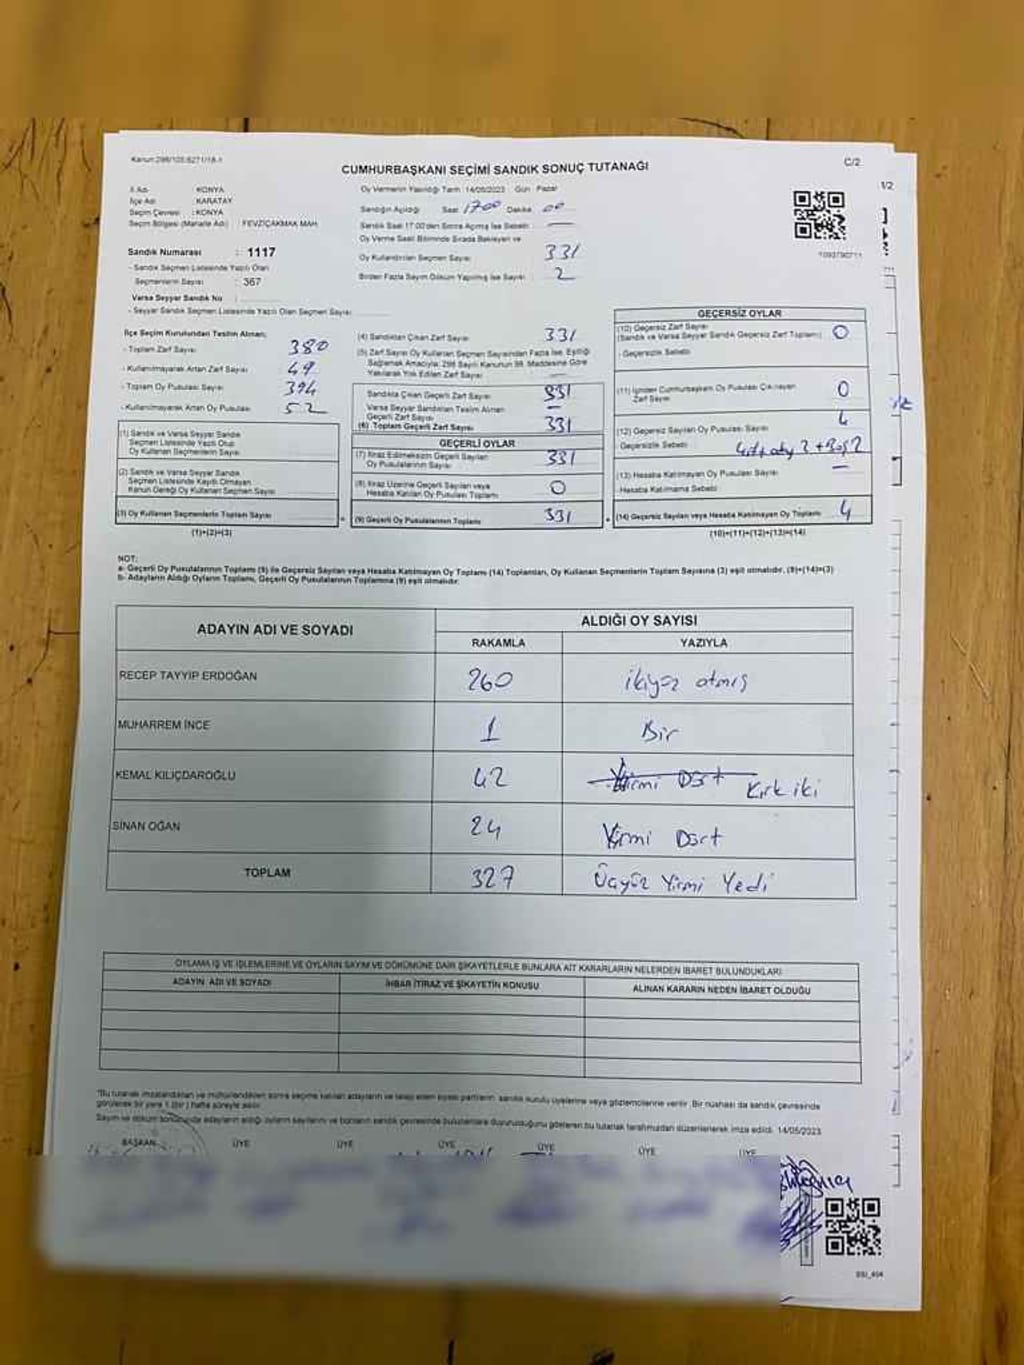 Kanun:298/103,6271/18-1
C/2
CUMHURBAŞKANI SEÇİMİ SANDIK SONUÇ TUTANAĞI
1/2
İl Adı : KONYA
İlçe Adı : KARATAY
Seçim Çevresi : KONYA
Seçim Bölgesi (Mahalle Adı) : FEVZİÇAKMAK MAH.
Oy Vermenin Yapıldığı Tarih : 14/05/2023 Gün : Pazar
Sandığın Açıldığı Saat 17 00 Dakika 00
Sandık Saat 17:00'den Sonra Açılmış İse Sebebi : —
Oy Verme Saati Bitiminde Sırada Bekleyen ve
Oy Kullandırılan Seçmen Sayısı 331
Birden Fazla Sayım Döküm Yapılmış İse Sayısı : 2
Sandık Numarası : 1117
- Sandık Seçmen Listesinde Yazılı Olan
Seçmenlerin Sayısı : 367
Varsa Seyyar Sandık No :
- Seyyar Sandık Seçmen Listesinde Yazılı Olan Seçmen Sayısı:
İlçe Seçim Kurulundan Teslim Alınan;
- Toplam Zarf Sayısı 380
- Kullanılmayarak Artan Zarf Sayısı 49
- Toplam Oy Pusulası Sayısı 394
- Kullanılmayarak Artan Oy Pusulası 52
(1) Sandık ve Varsa Seyyar Sandık
Seçmen Listesinde Yazılı Olup
Oy Kullanan Seçmenlerin Sayısı
(2) Sandık ve Varsa Seyyar Sandık
Seçmen Listesinde Kayıtlı Olmayan
Kanun Gereği Oy Kullanan Seçmen Sayısı
(3) Oy Kullanan Seçmenlerin Toplam Sayısı
(1)+(2)=(3)
(4) Sandıktan Çıkan Zarf Sayısı 331
(5) Zarf Sayısı Oy Kullanan Seçmen Sayısından Fazla İse, Eşitliği
Sağlamak Amacıyla; 298 Sayılı Kanunun 98. Maddesine Göre
Yakılarak Yok Edilen Zarf Sayısı —
Sandıkta Çıkan Geçerli Zarf Sayısı 331
Varsa Seyyar Sandıktan Teslim Alınan
Geçerli Zarf Sayısı —
(6) Toplam Geçerli Zarf Sayısı 331
GEÇERLİ OYLAR
(7) İtiraz Edilmeksizin Geçerli Sayılan
Oy Pusulalarının Sayısı 331
(8) İtiraz Üzerine Geçerli Sayılan veya
Hesaba Katılan Oy Pusulası Toplamı 0
(9) Geçerli Oy Pusulalarının Toplamı 331
GEÇERSİZ OYLAR
(10) Geçersiz Zarf Sayısı
(Sandık ve Varsa Seyyar Sandık Geçersiz Zarf Toplamı) 0
- Geçersizlik Sebebi
(11) İçinden Cumhurbaşkanı Oy Pusulası Çıkmayan
Zarf Sayısı 0
(12) Geçersiz Sayılan Oy Pusulası Sayısı 4
- Geçersizlik Sebebi 2 + Boş 2
(13) Hesaba Katılmayan Oy Pusulası Sayısı —
- Hesaba Katılmama Sebebi
(14) Geçersiz Sayılan veya Hesaba Katılmayan Oy Toplamı 4
(10)+(11)+(12)+(13)=(14)
NOT:
a- Geçerli Oy Pusulalarının Toplamı (9) ile Geçersiz Sayılan veya Hesaba Katılmayan Oy Toplamı (14) Toplamları, Oy Kullanan Seçmenlerin Toplam Sayısına (3) eşit olmalıdır. (9)+(14)=(3)
b- Adayların Aldığı Oyların Toplamı, Geçerli Oy Pusulalarının Toplamına (9) eşit olmalıdır.
ADAYIN ADI VE SOYADI
ALDIĞI OY SAYISI
RAKAMLA YAZIYLA
RECEP TAYYİP ERDOĞAN 260 ikiyüz atmış
MUHARREM İNCE 1 Bir
KEMAL KILIÇDAROĞLU 42 Yirmi Dört Kırk iki
SİNAN OĞAN 24 Yirmi Dört
TOPLAM 327 Üçyüz Yirmi Yedi
OYLAMA İŞ VE İŞLEMLERİNE VE OYLARIN SAYIM VE DÖKÜMÜNE DAİR ŞİKAYETLERLE BUNLARA AİT KARARLARIN NELERDEN İBARET BULUNDUKLARI
ADAYIN ADI VE SOYADI İHBAR İTİRAZ VE ŞİKAYETİN KONUSU ALINAN KARARIN NEDEN İBARET OLDUĞU
"Bu tutanak imzalandıktan ve mühürlendikten sonra seçime katılan adayların ve talep eden siyasi partilerin sandık kurulu üyelerine veya gözlemcilerine verilir. Bir nüshası da sandık çevresinde
görülecek bir yere 1 (bir) hafta süreyle asılır.
Sayım ve döküm sonucunda adayların aldığı oyların sayılarını ve bunların sandık çevresinde bulunanlara duyurulduğunu gösteren bu tutanak tarafımızdan düzenlenerek imza edildi. 14/05/2023
BAŞKAN ÜYE ÜYE ÜYE ÜYE ÜYE ÜYE